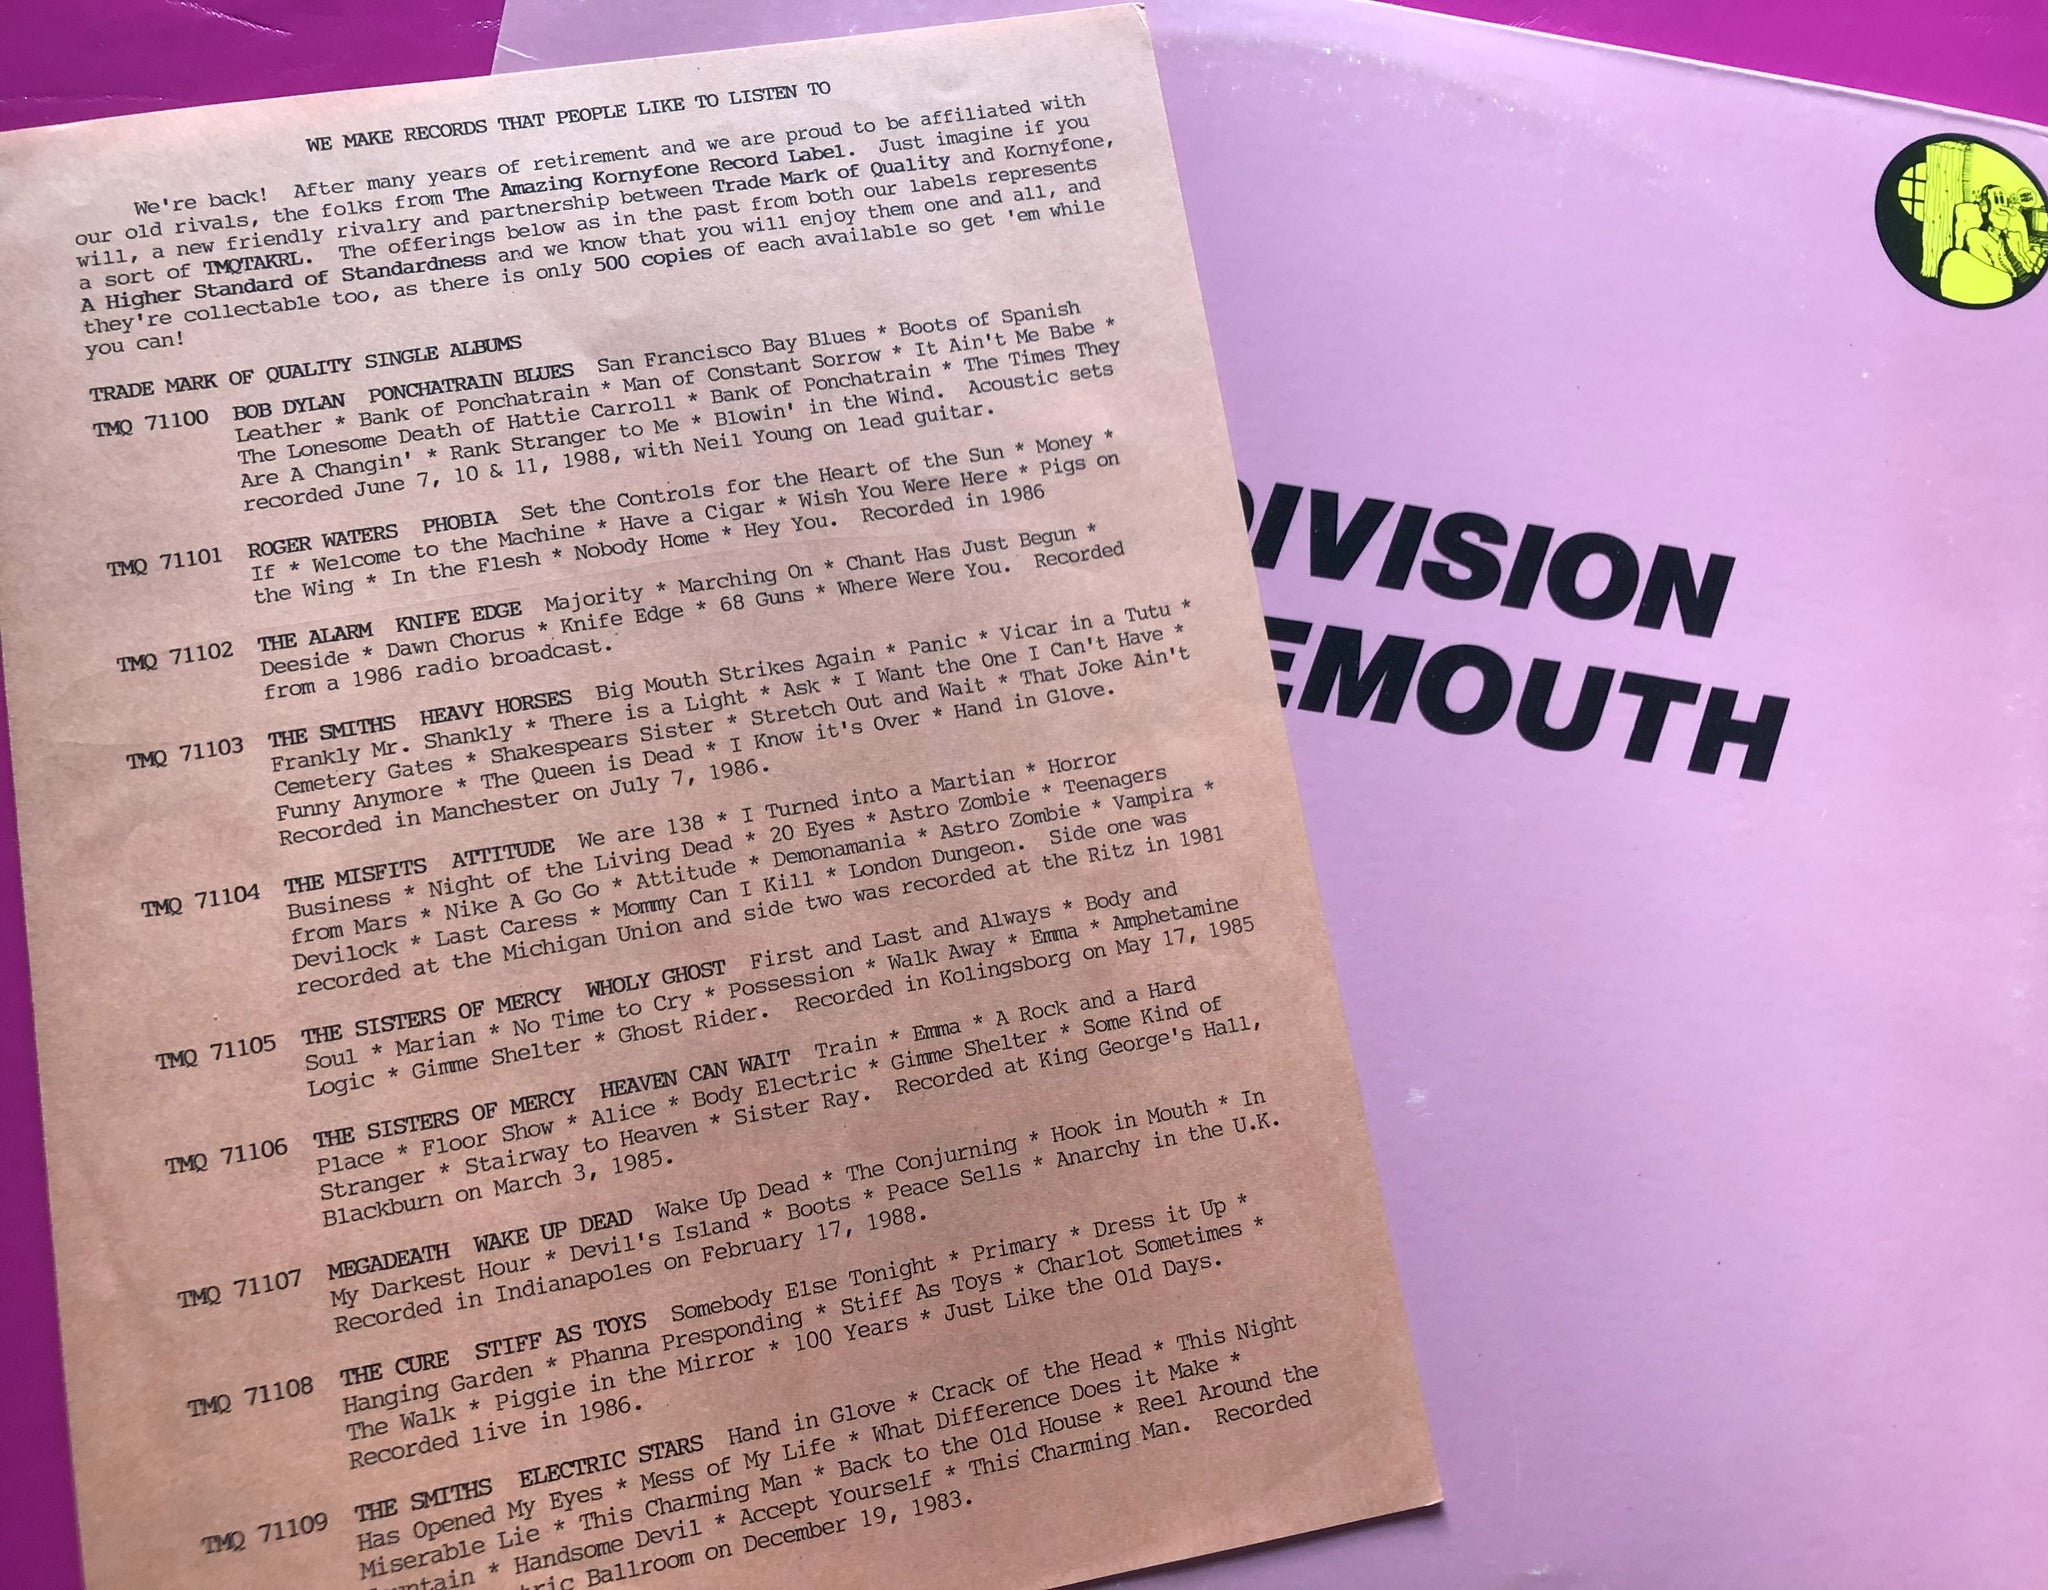 WE MAKE RECORDS THAT PEOPLE LIKE TO LISTEN TO
We're back! After many years of retirement and we are proud to be affiliated with
our old rivals, the folks from The Amazing Kornyfone Record Label. Just imagine if you
will, a new friendly rivalry and partnership between Trade Mark of Quality and Kornyfone,
a sort of TMQTAKRL. The offerings below as in the past from both our labels represents
A Higher Standard of Standardness and we know that you will enjoy them one and all, and
they're collectable too, as there is only 500 copies of each available so get 'em while
you can!
TRADE MARK OF QUALITY SINGLE ALBUMS
TMQ 71100 BOB DYLAN PONCHATRAIN BLUES San Francisco Bay Blues * Boots of Spanish
Leather * Bank of Ponchatrain * Man of Constant Sorrow * It Ain't Me Babe *
The Lonesome Death of Hattie Carroll * Bank of Ponchatrain * The Times They
Are A Changin' * Rank Stranger to Me * Blowin' in the Wind. Acoustic sets
recorded June 7, 10 & 11, 1988, with Neil Young on lead guitar.
TMQ 71101 ROGER WATERS PHOBIA Set the Controls for the Heart of the Sun * Money *
If * Welcome to the Machine * Have a Cigar * Wish You Were Here * Pigs on
the Wing * In the Flesh * Nobody Home * Hey You. Recorded in 1986
TMQ 71102 THE ALARM KNIFE EDGE Majority * Marching On * Chant Has Just Begun *
Deeside * Dawn Chorus * Knife Edge * 68 Guns * Where Were You. Recorded
from a 1986 radio broadcast.
TMQ 71103 THE SMITHS HEAVY HORSES Big Mouth Strikes Again * Panic * Vicar in a Tutu *
Frankly Mr. Shankly * There is a Light * Ask * I Want the One I Can't Have *
Cemetery Gates * Shakespears Sister * Stretch Out and Wait * That Joke Ain't
Funny Anymore * The Queen is Dead * I Know it's Over * Hand in Glove.
Recorded in Manchester on July 7, 1986.
TMQ 71104 THE MISFITS ATTITUDE We are 138 * I Turned into a Martian * Horror
Business * Night of the Living Dead * 20 Eyes * Astro Zombie * Teenagers
from Mars * Nike A Go Go * Attitude * Demonamania * Astro Zombie * Vampira *
Devilock * Last Caress * Mommy Can I Kill * London Dungeon. Side one was
recorded at the Michigan Union and side two was recorded at the Ritz in 1981
TMQ 71105 THE SISTERS OF MERCY WHOLY GHOST First and Last and Always * Body and
Soul * Marian * No Time to Cry * Possession * Walk Away * Emma * Amphetamine
Logic * Gimme Shelter * Ghost Rider. Recorded in Kolingsborg on May 17, 1985
TMQ 71106 THE SISTERS OF MERCY HEAVEN CAN WAIT Train * Emma * A Rock and a Hard
Place * Floor Show * Alice * Body Electric * Gimme Shelter * Some Kind of
Stranger * Stairway to Heaven * Sister Ray. Recorded at King George's Hall,
Blackburn on March 3, 1985.
TMQ 71107 MEGADEATH WAKE UP DEAD Wake Up Dead * The Conjurning * Hook in Mouth * In
My Darkest Hour * Devil's Island * Boots * Peace Sells * Anarchy in the U.K.
Recorded in Indianapoles on February 17, 1988.
TMQ 71108 THE CURE STIFF AS TOYS Somebody Else Tonight * Primary * Dress it Up *
Hanging Garden * Phanna Presponding * Stiff As Toys * Charlot Sometimes *
The Walk * Piggie in the Mirror * 100 Years * Just Like the Old Days.
Recorded live in 1986.
TMQ 71109 THE SMITHS ELECTRIC STARS Hand in Glove * Crack of the Head * This Night
Has Opened My Eyes * Mess of My Life * What Difference Does it Make *
Miserable Lie * This Charming Man * Back to the Old House * Reel Around the
* Handsome Devil * Accept Yourself * This Charming Man. Recorded
Ballroom on December 19, 1983.
DIVISION
EMOUTH